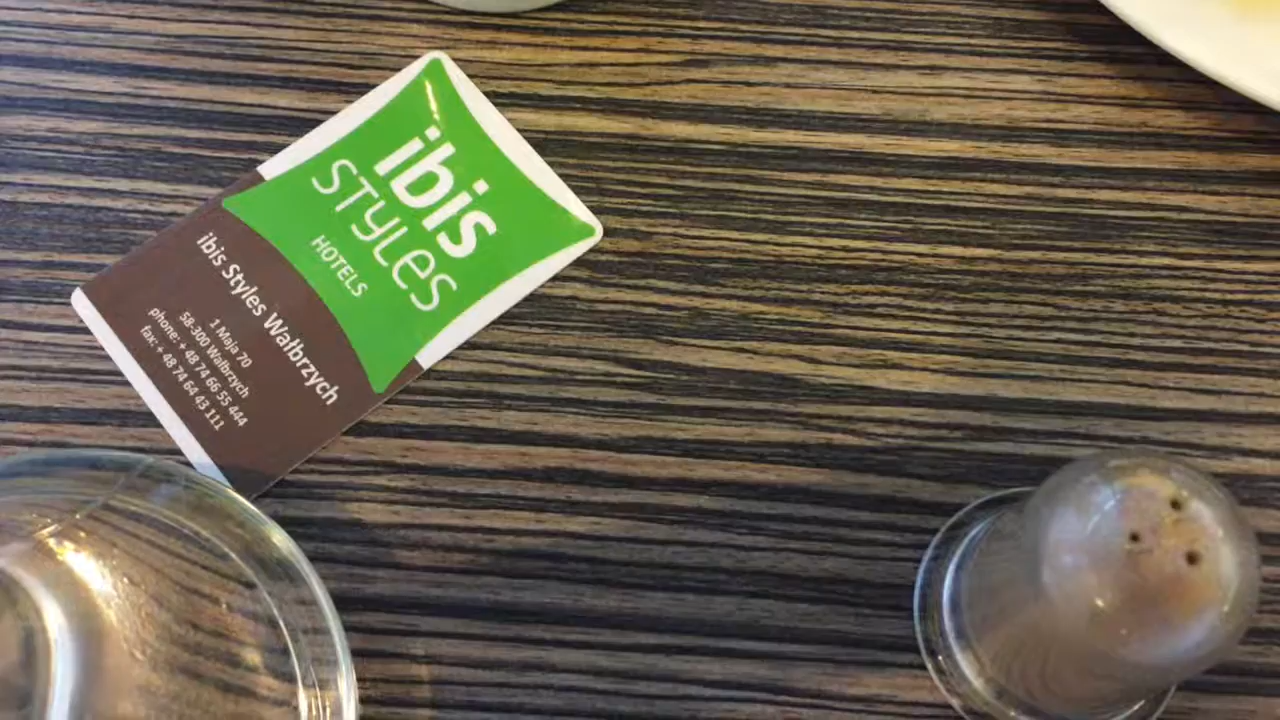 ibis
STYLES
HOTELS
ibis Styles Wałbrzych
1 Maja 70
58-300 Wałbrzych
phone: + 48 74 66 55 444
fax: + 48 74 64 43 111